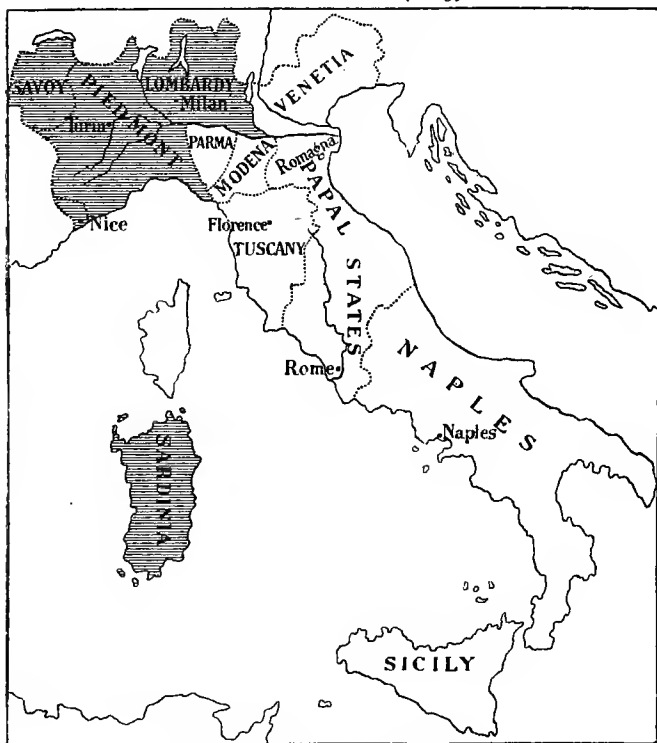 SAVOY
PIEDMONT
LOMBARDY
Milan
Turin
VENETIA
PARMA
MODENA
Romagna
PAPAL STATES
Nice
Florence
TUSCANY
Rome
NAPLES
Naples
SARDINIA
SICILY